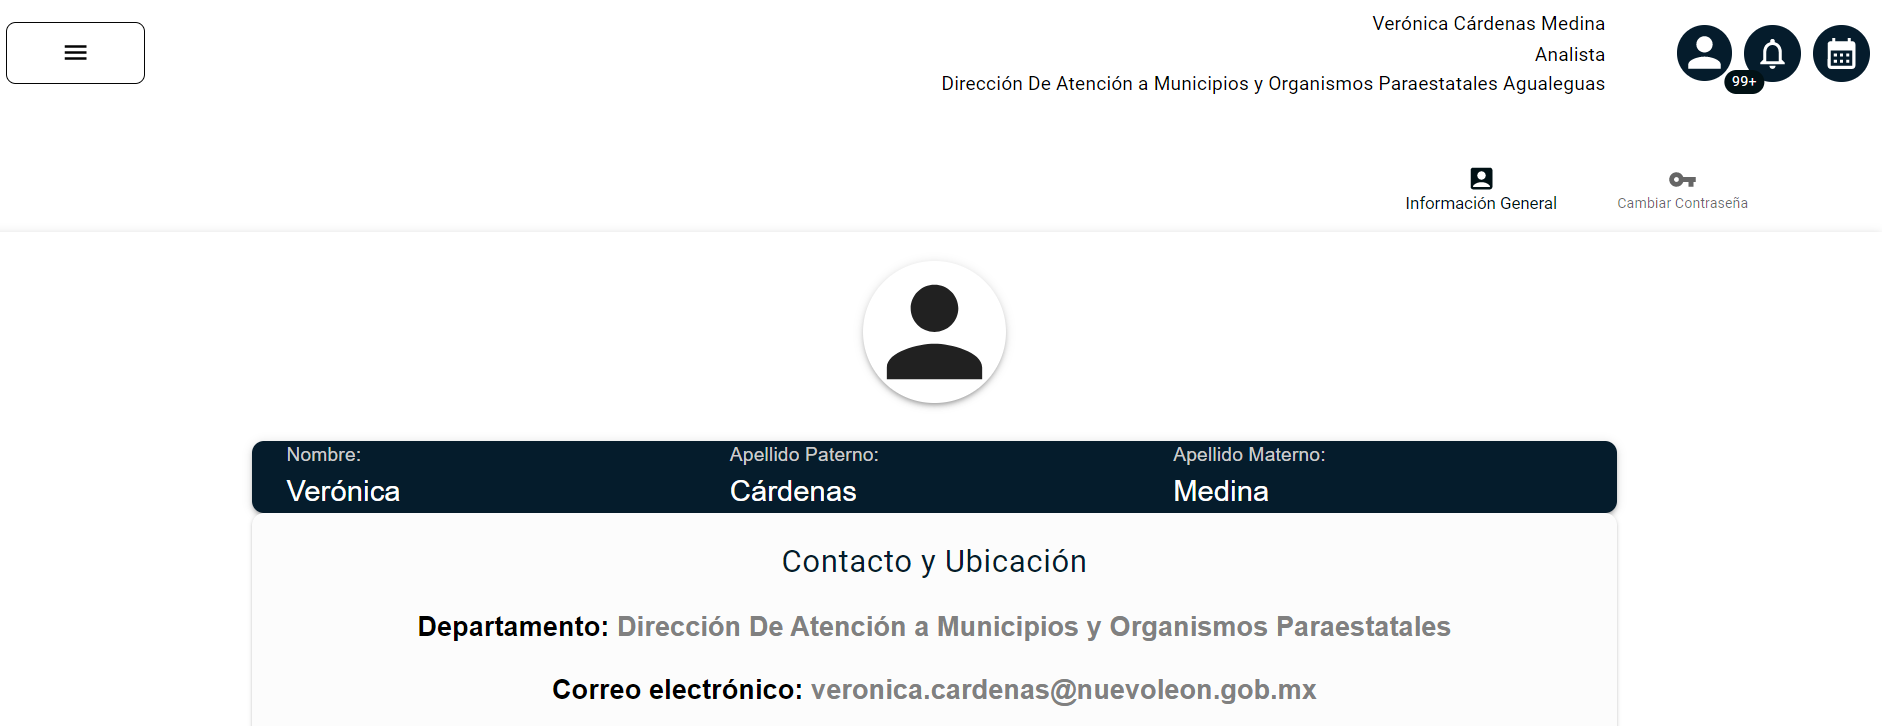 Verónica Cárdenas Medina
Analista
Dirección De Atención a Municipios y Organismos Paraestatales Agualeguas
99+
Información General
Cambiar Contraseña
Nombre:
Apellido Paterno:
Apellido Materno:
Verónica
Cárdenas
Medina
Contacto y Ubicación
Departamento: Dirección De Atención a Municipios y Organismos Paraestatales
Correo electrónico: veronica.cardenas@nuevoleon.gob.mx